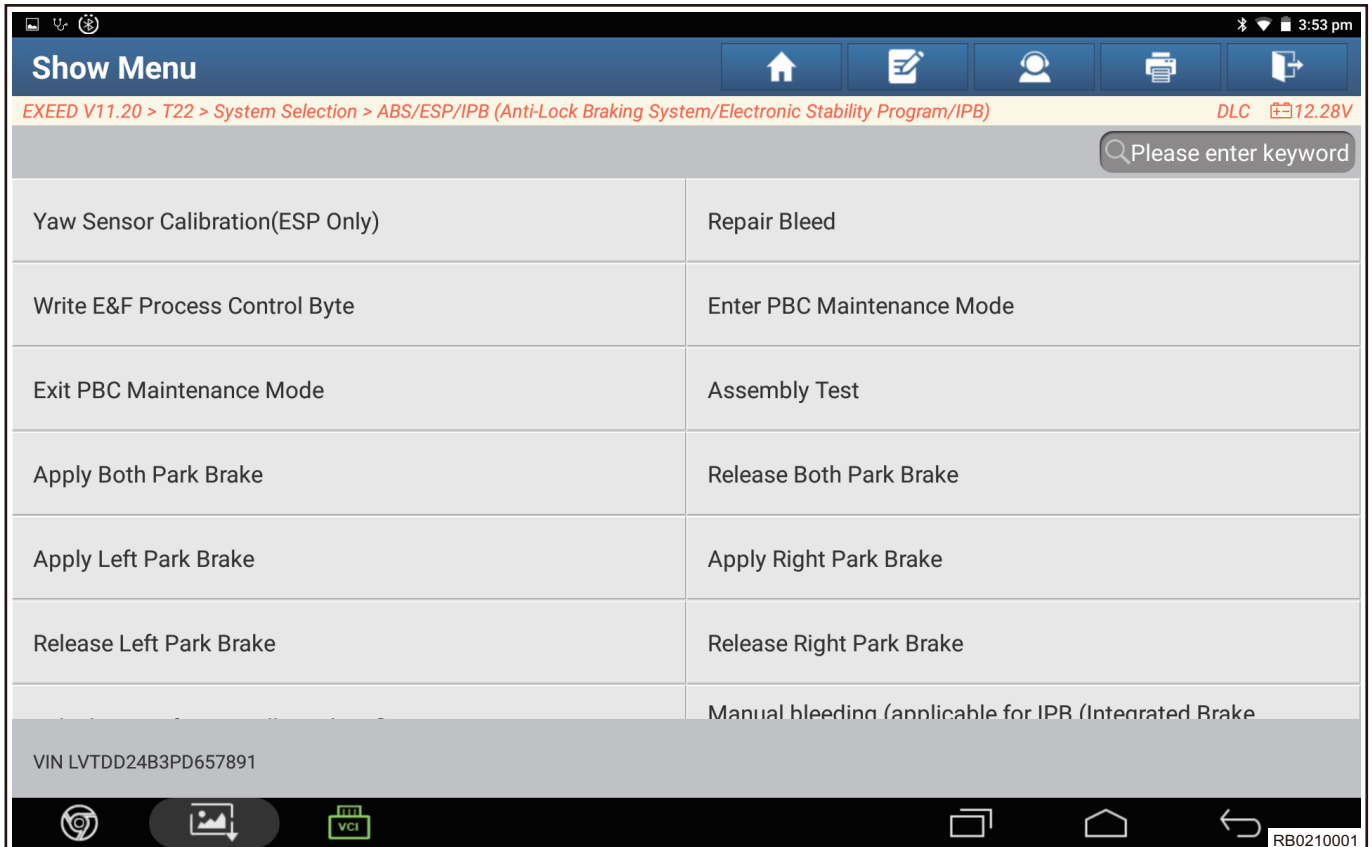 3:53 pm
Show Menu
EXEED V11.20 > T22 > System Selection > ABS/ESP/IPB (Anti-Lock Braking System/Electronic Stability Program/IPB) DLC 12.28V
Please enter keyword
Yaw Sensor Calibration(ESP Only) Repair Bleed
Write E&F Process Control Byte Enter PBC Maintenance Mode
Exit PBC Maintenance Mode Assembly Test
Apply Both Park Brake Release Both Park Brake
Apply Left Park Brake Apply Right Park Brake
Release Left Park Brake Release Right Park Brake
Manual bleeding (applicable for IPB (Integrated Brake
VIN LVTDD24B3PD657891
VCI
RB0210001